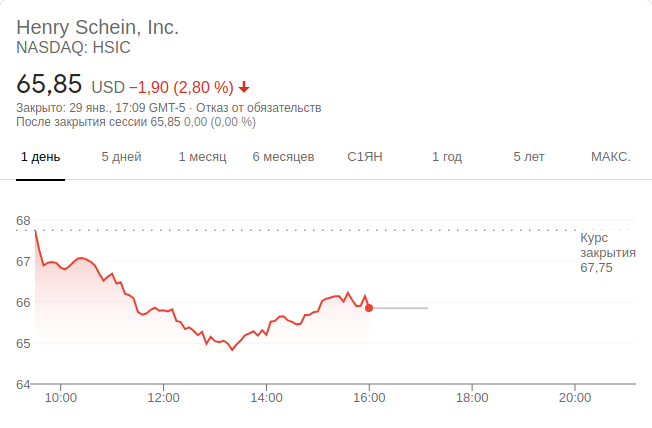 Henry Schein, Inc.
NASDAQ: HSIC
65,85 USD −1,90 (2,80 %)
Закрыто: 29 янв., 17:09 GMT-5 · Отказ от обязательств
После закрытия сессии 65,85 0,00 (0,00 %)
1 день 5 дней 1 месяц 6 месяцев С1ЯН 1 год 5 лет МАКС.
68
Курс
закрытия
67,75
67
66
65
64
10:00 12:00 14:00 16:00 18:00 20:00